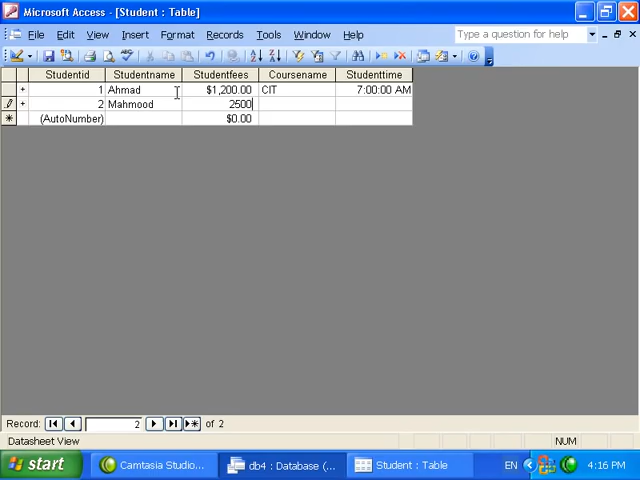 Microsoft Access - [Student : Table]
File Edit View Insert Format Records Tools Window Help Type a question for help
Studentid Studentname Studentfees Coursename Studenttime
1 Ahmad $1,200.00 CIT 7:00:00 AM
2 Mahmood 2500
(AutoNumber) $0.00
Record: 2 of 2
Datasheet View NUM
start Camtasia Studio... db4 : Database (... Student : Table EN 4:16 PM